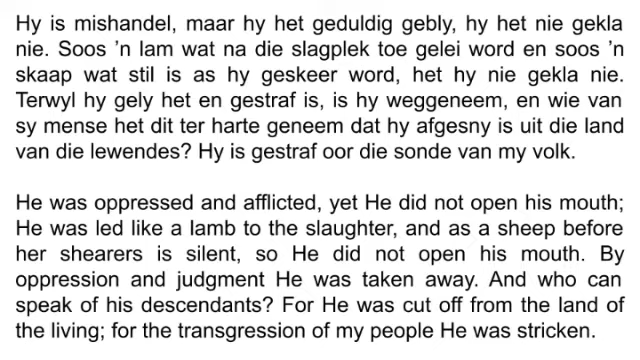 Hy is mishandel, maar hy het geduldig gebly, hy het nie gekla
nie. Soos ’n lam wat na die slagplek toe gelei word en soos ’n
skaap wat stil is as hy geskeer word, het hy nie gekla nie.
Terwyl hy gely het en gestraf is, is hy weggeneem, en wie van
sy mense het dit ter harte geneem dat hy afgesny is uit die land
van die lewendes? Hy is gestraf oor die sonde van my volk.

He was oppressed and afflicted, yet He did not open his mouth;
He was led like a lamb to the slaughter, and as a sheep before
her shearers is silent, so He did not open his mouth. By
oppression and judgment He was taken away. And who can
speak of his descendants? For He was cut off from the land of
the living; for the transgression of my people He was stricken.